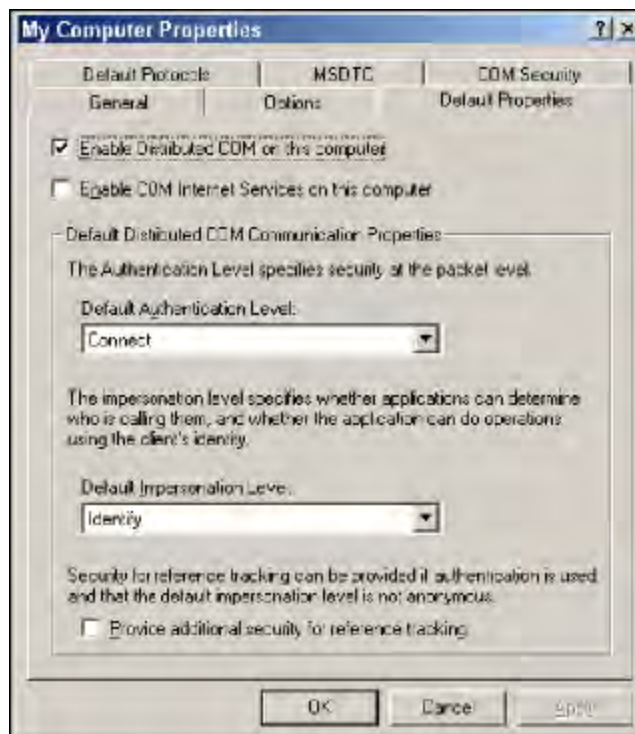 My Computer Properties
Default Protocols
MSDTC
COM Security
General
Options
Default Properties
Enable Distributed COM on this computer
Enable COM Internet Services on this computer
Default Distributed COM Communication Properties
The Authentication Level specifies security at the packet level.
Default Authentication Level:
Connect
The impersonation level specifies whether applications can determine
who is calling them, and whether the application can do operations
using the client's identity.
Default Impersonation Level:
Identify
Security for reference tracking can be provided if authentication is used
and that the default impersonation level is not anonymous.
Provide additional security for reference tracking
OK
Cancel
Apply